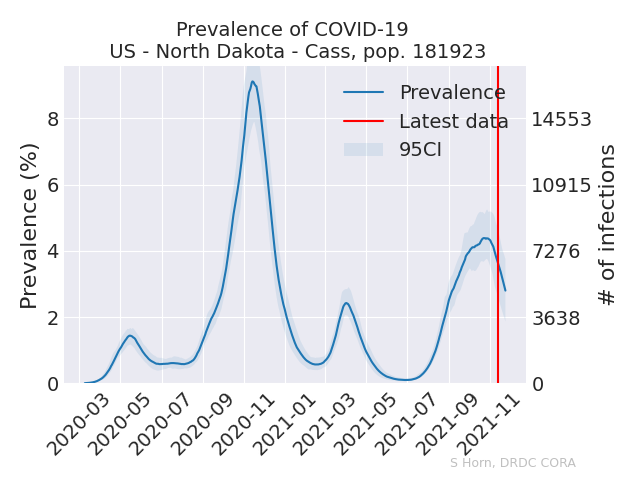 Prevalence of COVID-19
US - North Dakota - Cass, pop. 181923
Prevalence
Latest data
95CI
Prevalence (%)
8
6
4
2
0
14553
10915
7276
3638
0
# of infections
2020-03
2020-05
2020-07
2020-09
2020-11
2021-01
2021-03
2021-05
2021-07
2021-09
2021-11
S Horn, DRDC CORA